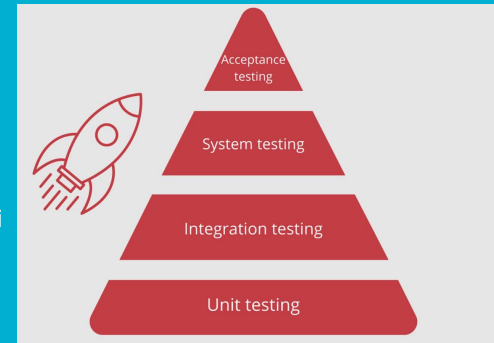 Acceptance
testing
System testing
Integration testing
i
Unit testing